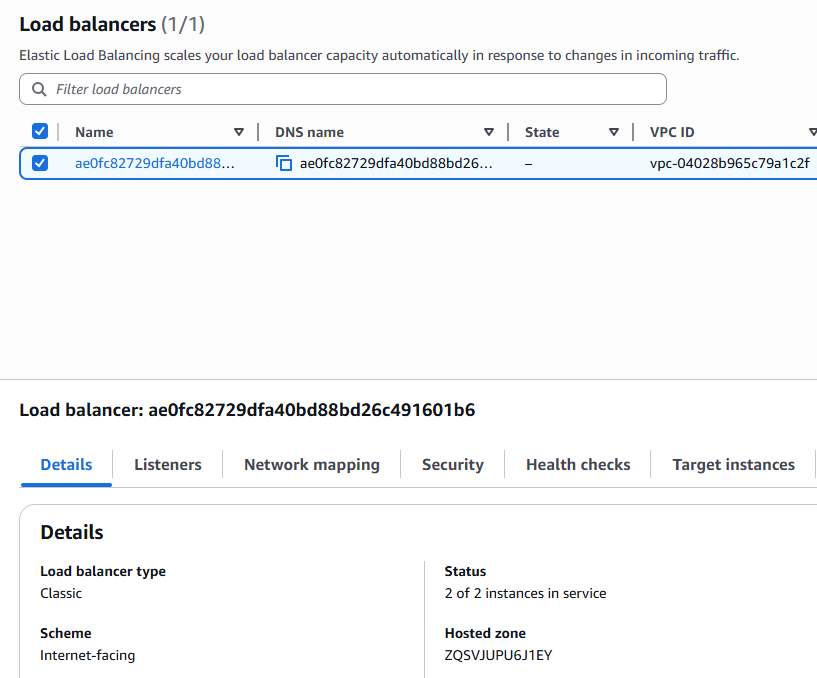 Load balancers (1/1)
Elastic Load Balancing scales your load balancer capacity automatically in response to changes in incoming traffic.
Filter load balancers
Name DNS name State VPC ID
ae0fc82729dfa40bd88... ae0fc82729dfa40bd88bd26... – vpc-04028b965c79a1c2f
Load balancer: ae0fc82729dfa40bd88bd26c491601b6
Details Listeners Network mapping Security Health checks Target instances
Details
Load balancer type Status
Classic 2 of 2 instances in service
Scheme Hosted zone
Internet-facing ZQSVJUPU6J1EY